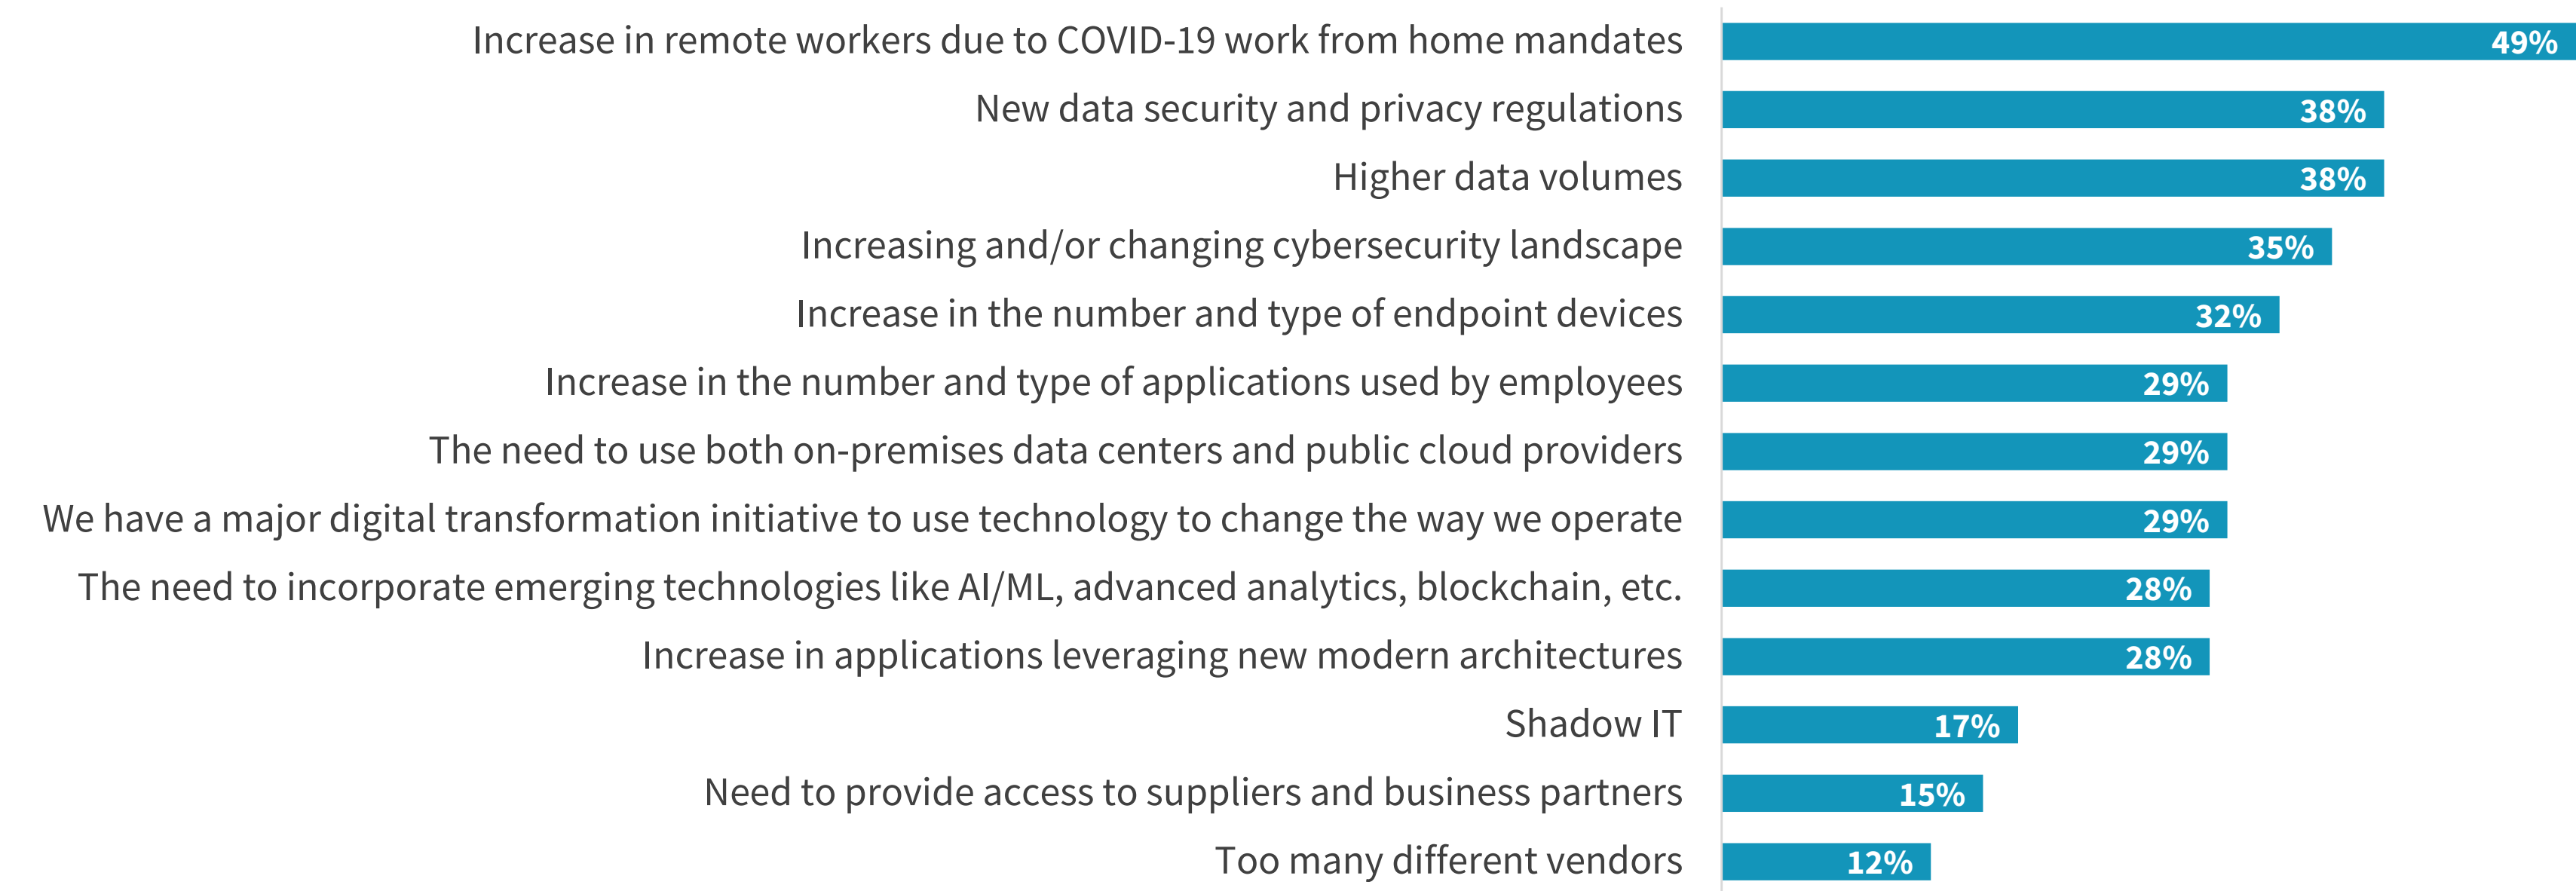 Increase in remote workers due to COVID-19 work from home mandates 49%
New data security and privacy regulations 38%
Higher data volumes 38%
Increasing and/or changing cybersecurity landscape 35%
Increase in the number and type of endpoint devices 32%
Increase in the number and type of applications used by employees 29%
The need to use both on-premises data centers and public cloud providers 29%
We have a major digital transformation initiative to use technology to change the way we operate 29%
The need to incorporate emerging technologies like AI/ML, advanced analytics, blockchain, etc. 28%
Increase in applications leveraging new modern architectures 28%
Shadow IT 17%
Need to provide access to suppliers and business partners 15%
Too many different vendors 12%